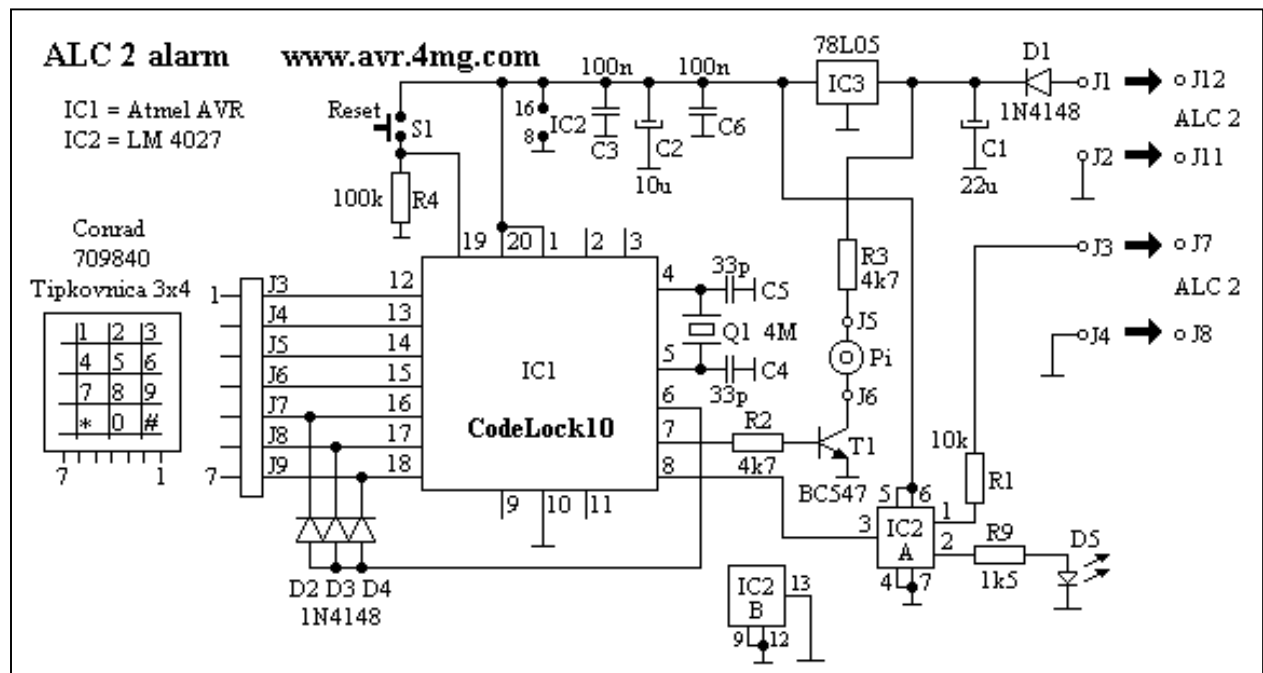 ALC 2 alarm www.avr.4mg.com
IC1 = Atmel AVR
IC2 = LM 4027
78L05
IC3
D1
1N4148
J1
J12
ALC 2
J2
J11
100n
100n
Reset
S1
16
8
IC2
C3
C2
10u
C6
C1
22u
100k
R4
Conrad
709840
Tipkovnica 3x4
1 2 3
4 5 6
7 8 9
* 0 #
7 1
1
7
J3
J4
J5
J6
J7
J8
J9
12
13
14
15
16
17
18
19
20
1
2
3
IC1
CodeLock10
4
5
6
7
8
9
10
11
33p
C5
Q1 4M
C4
33p
R3
4k7
J5
Pi
J6
R2
4k7
T1
BC547
J3
J7
ALC 2
J4
J8
10k
R1
5
6
3
IC2
A
1
2
4
7
R9
1k5
D5
IC2
B
13
9
12
D2 D3 D4
1N4148